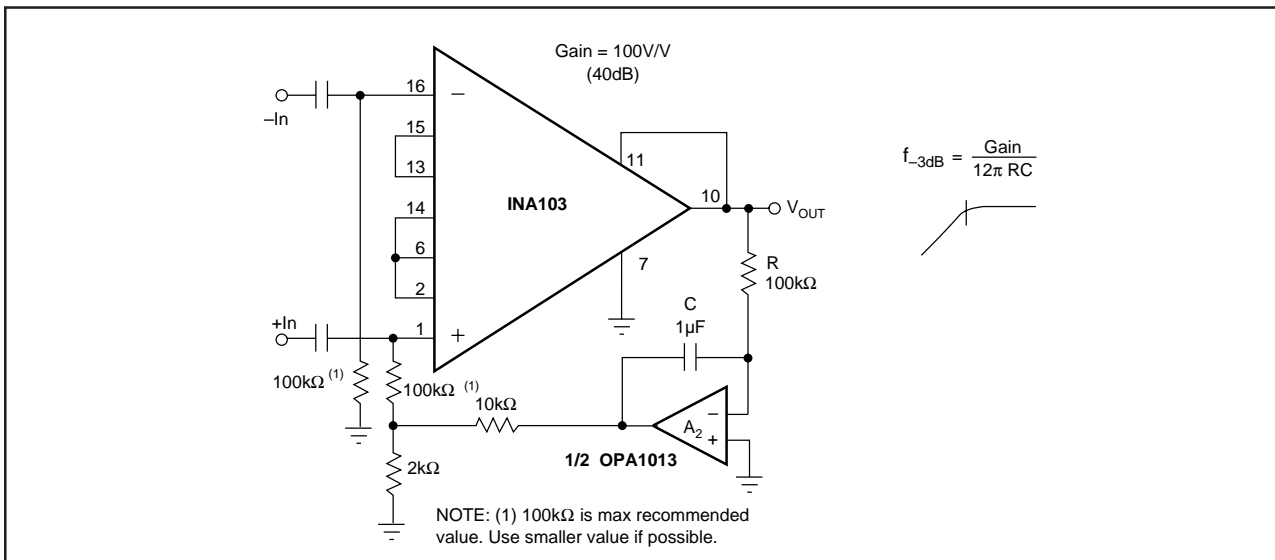 Gain = 100V/V
(40dB)
16
–
–In
15
11
13
f–3dB = Gain
12π RC
10
INA103
VOUT
14
6
7
R
100kΩ
2
C
+In
1
+
1µF
100kΩ (1)
100kΩ (1)
10kΩ
–
A2
+
1/2 OPA1013
2kΩ
NOTE: (1) 100kΩ is max recommended
value. Use smaller value if possible.